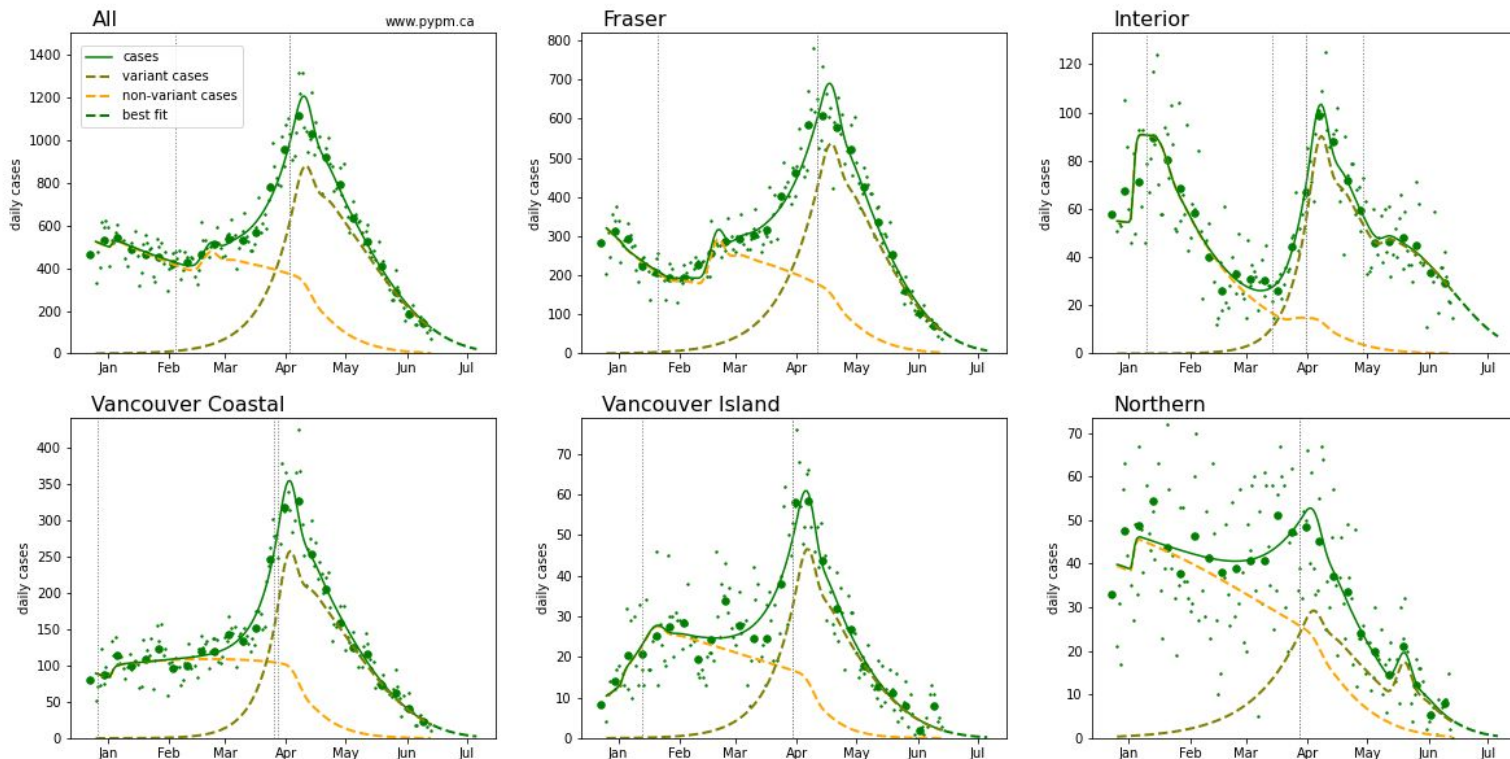 All
www.pypm.ca
cases
variant cases
non-variant cases
best fit
daily cases
1400
1200
1000
800
600
400
200
0
Jan Feb Mar Apr May Jun Jul
Fraser
daily cases
800
700
600
500
400
300
200
100
0
Jan Feb Mar Apr May Jun Jul
Interior
daily cases
120
100
80
60
40
20
0
Jan Feb Mar Apr May Jun Jul
Vancouver Coastal
daily cases
400
350
300
250
200
150
100
50
0
Jan Feb Mar Apr May Jun Jul
Vancouver Island
daily cases
70
60
50
40
30
20
10
0
Jan Feb Mar Apr May Jun Jul
Northern
daily cases
70
60
50
40
30
20
10
0
Jan Feb Mar Apr May Jun Jul